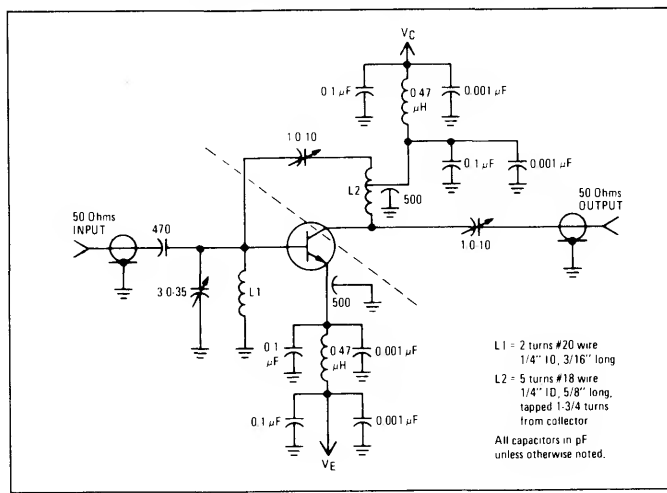 VC
0.1 µF
0.47
µH
0.001 µF
1.0-10
0.1 µF
0.001 µF
L2
500
50 Ohms
INPUT
470
50 Ohms
OUTPUT
1.0-10
3.0-35
L1
500
0.1
µF
0.47
µH
0.001 µF
0.1 µF
0.001 µF
VE
L1 = 2 turns #20 wire
1/4" ID, 3/16" long
L2 = 5 turns #18 wire
1/4" ID, 5/8" long,
tapped 1-3/4 turns
from collector
All capacitors in pF
unless otherwise noted.